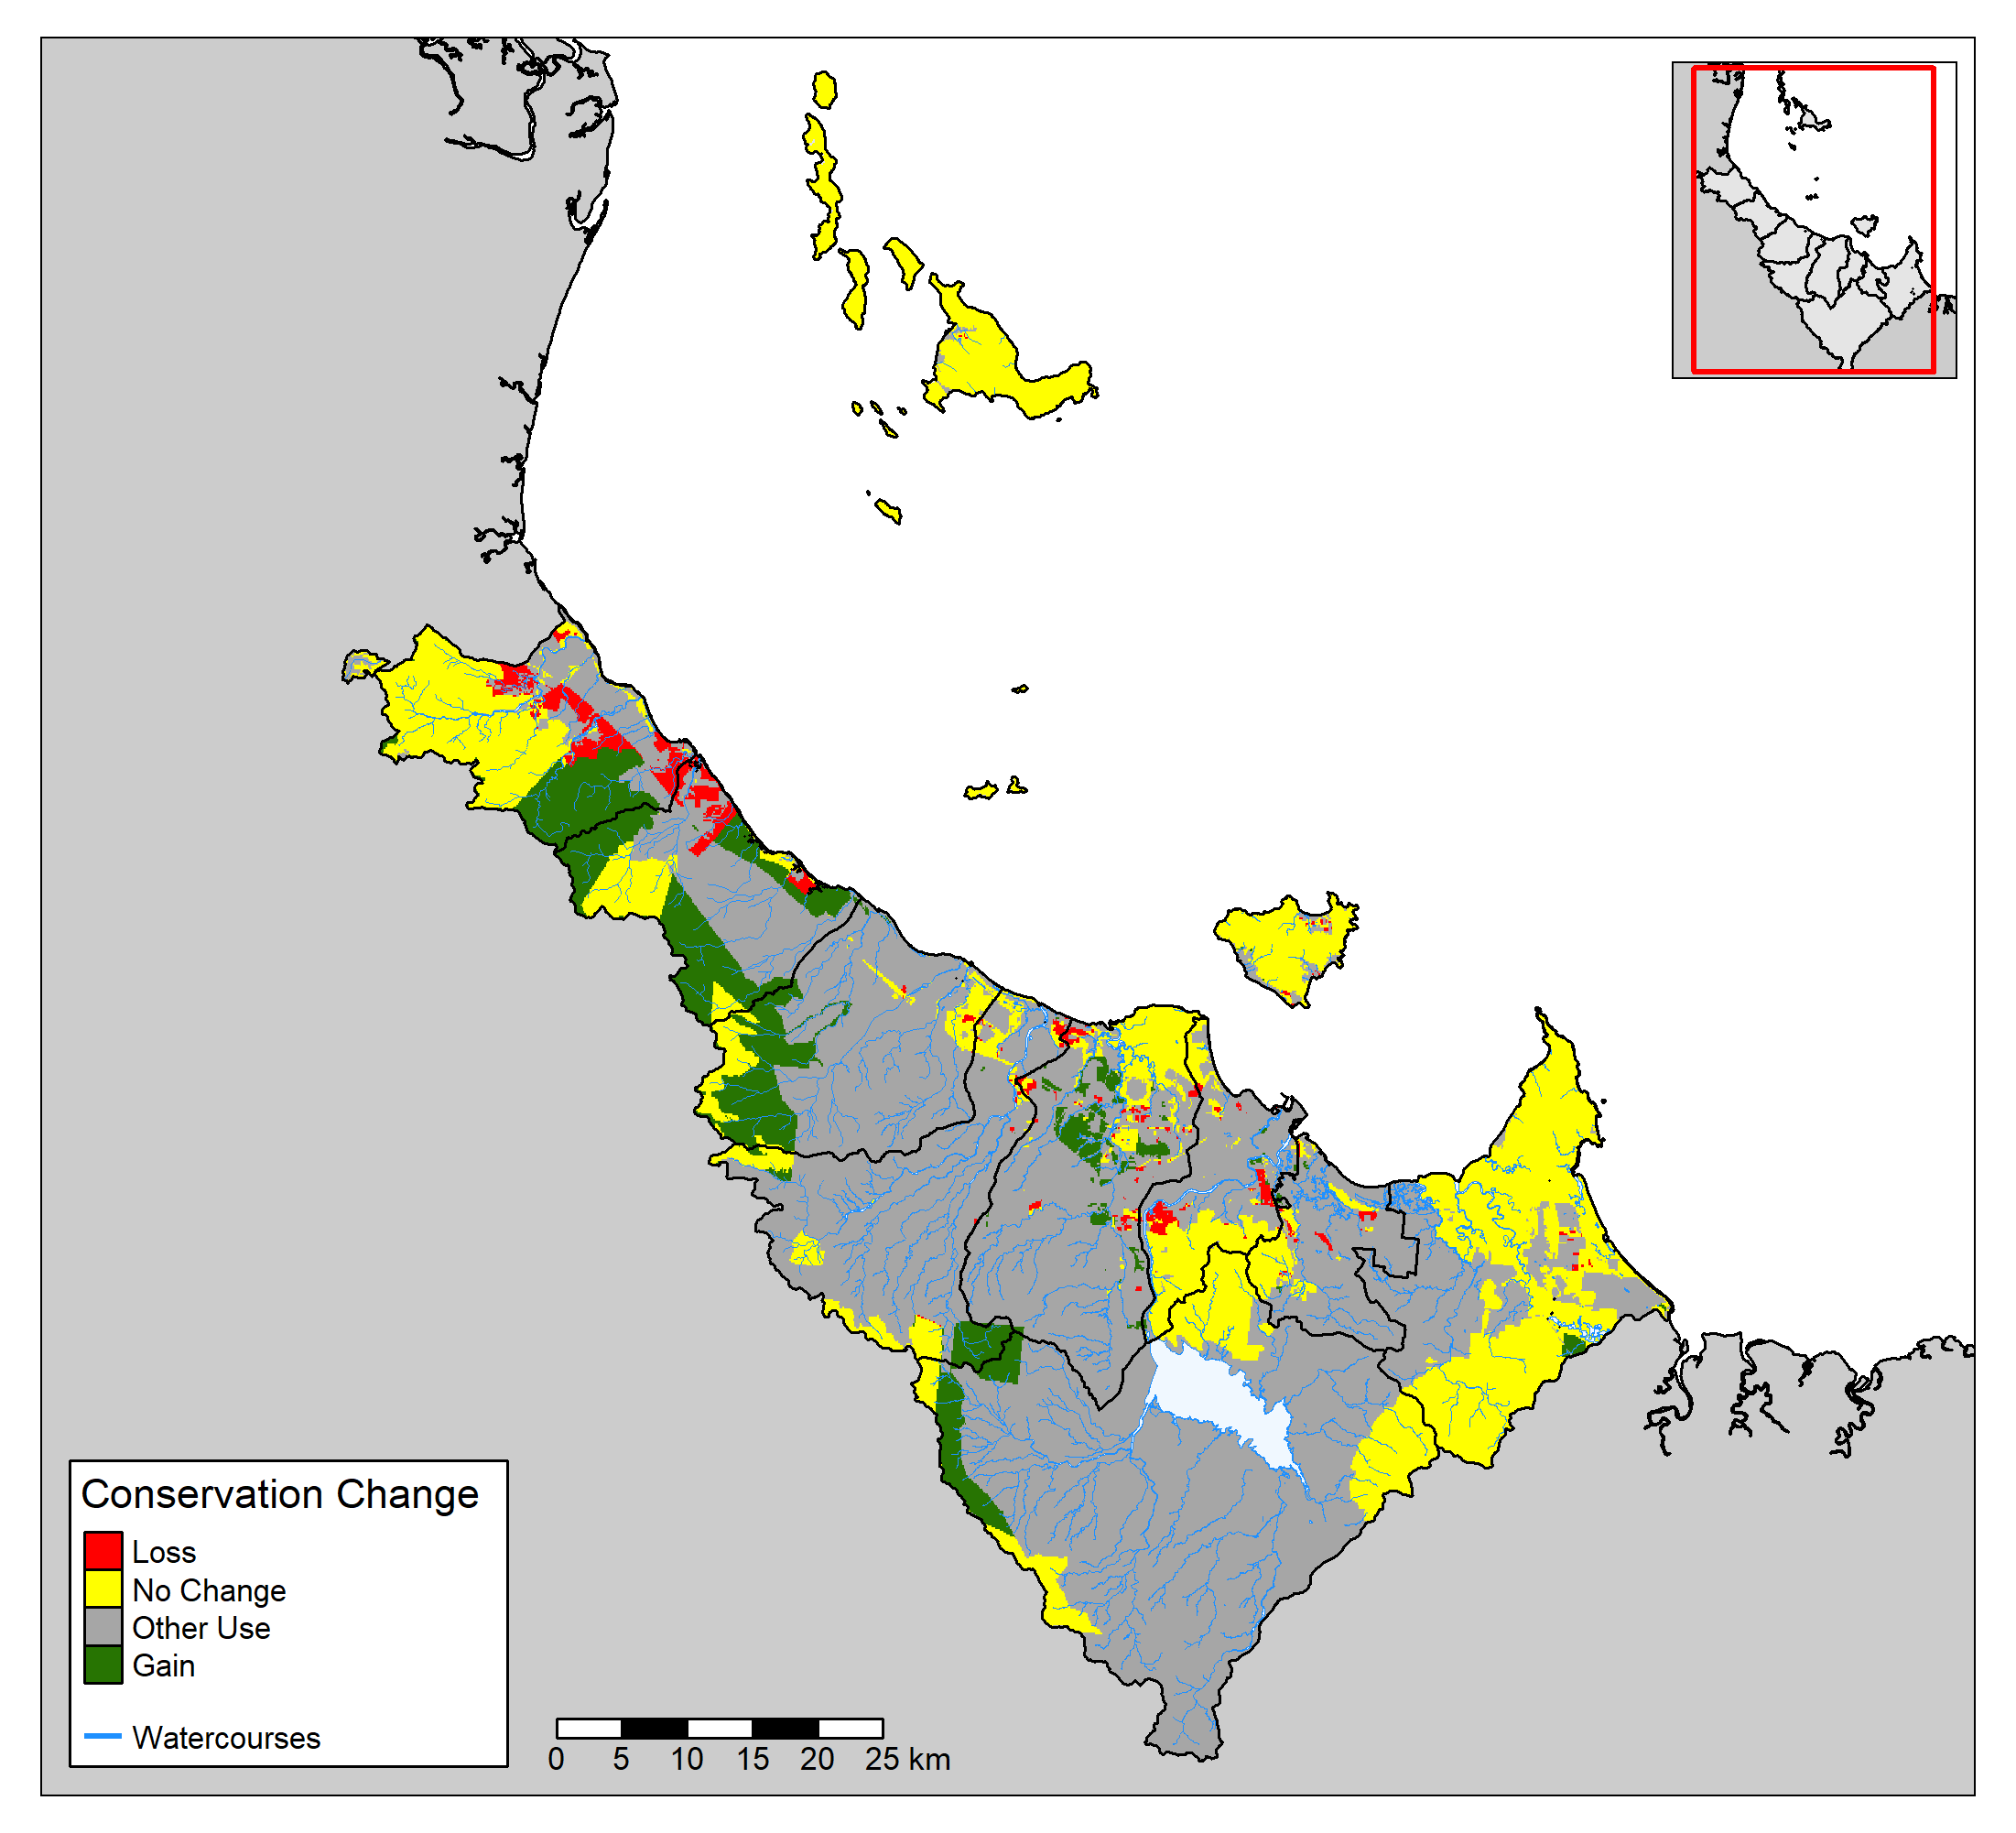 Conservation Change
Loss
No Change
Other Use
Gain
Watercourses
0 5 10 15 20 25 km